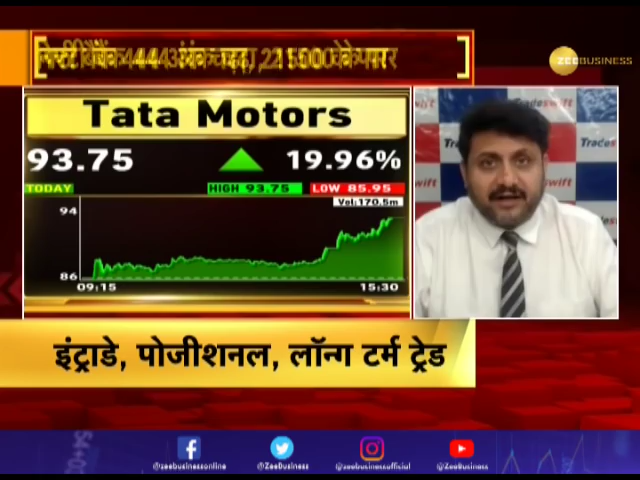 ZEEBUSINESS
Tata Motors
93.75 19.96%
TODAY HIGH 93.75 LOW 85.95
Vol:170.5m
94
86
09:15 15:30
Tradeswift
इंट्राडे, पोजीशनल, लॉन्ग टर्म ट्रेड
@zeebusinessonline @ZeeBusiness @zeebusinessofficial @ZeeBusiness